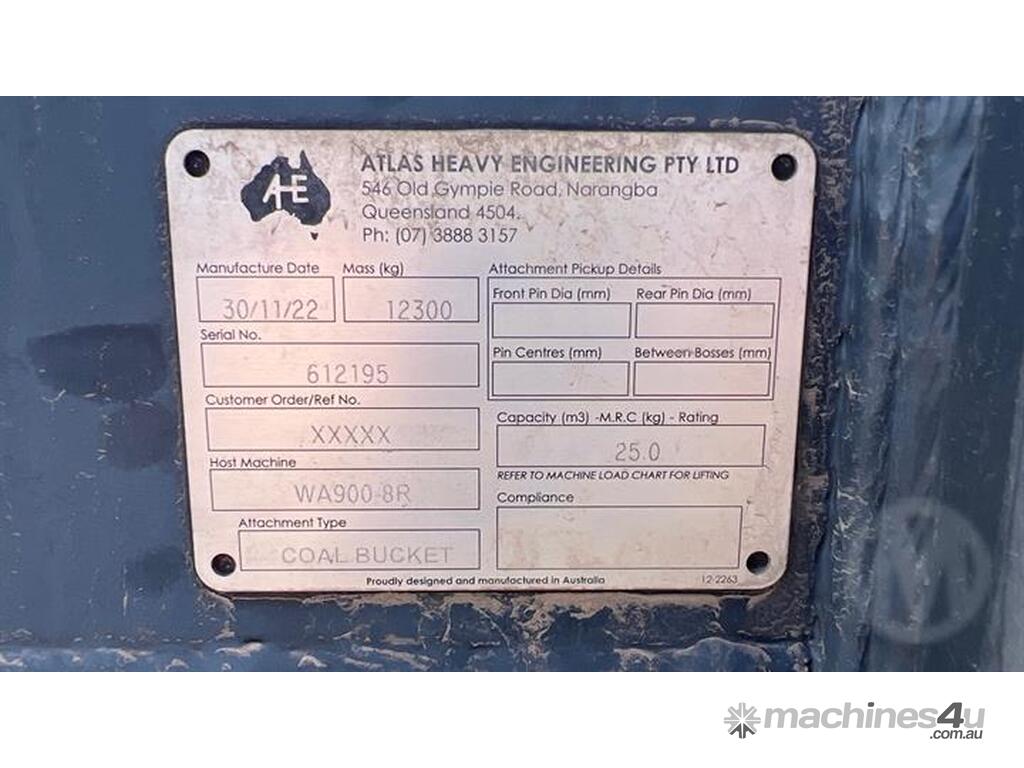 AHE
ATLAS HEAVY ENGINEERING PTY LTD
546 Old Gympie Road, Narangba
Queensland 4504.
Ph: (07) 3888 3157
Manufacture Date Mass (kg) Attachment Pickup Details
30/11/22 12300
Front Pin Dia (mm) Rear Pin Dia (mm)
Serial No.
612195
Pin Centres (mm) Between Bosses (mm)
Customer Order/Ref No.
XXXXX
Capacity (m3) -M.R.C (kg) - Rating
25.0
Host Machine
WA900-8R
REFER TO MACHINE LOAD CHART FOR LIFTING
Compliance
Attachment Type
COAL BUCKET
Proudly designed and manufactured in Australia 12-2263
M
machines4u
.com.au